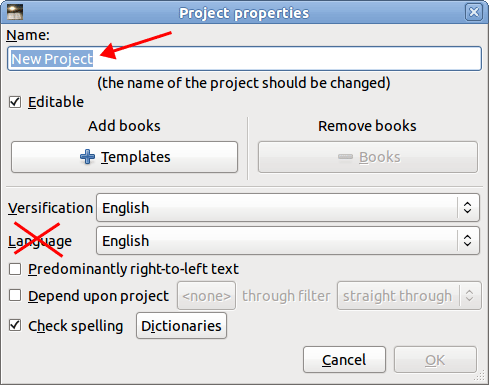 Project properties
Name:
New Project
(the name of the project should be changed)
Editable
Add books
Remove books
Templates
Books
Versification English
Language English
Predominantly right-to-left text
Depend upon project <none> through filter straight through
Check spelling Dictionaries
Cancel OK